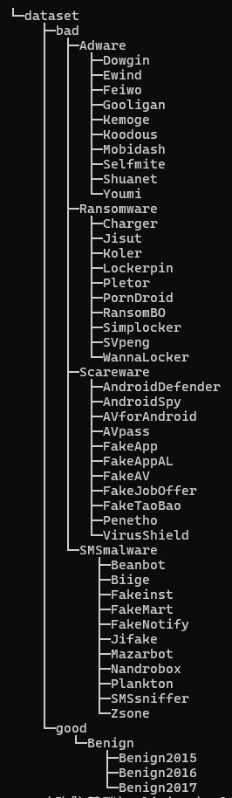 dataset
bad
Adware
Dowgin
Ewind
Feiwo
Gooligan
Kemoge
Koodous
Mobidash
Selfmite
Shuanet
Youmi
Ransomware
Charger
Jisut
Koler
Lockerpin
Pletor
PornDroid
RansomBO
Simplocker
SVpeng
WannaLocker
Scareware
AndroidDefender
AndroidSpy
AVforAndroid
AVpass
FakeApp
FakeAppAL
FakeAV
FakeJobOffer
FakeTaoBao
Penetho
VirusShield
SMSmalware
Beanbot
Biige
Fakeinst
FakeMart
FakeNotify
Jifake
Mazarbot
Nandrobox
Plankton
SMSsniffer
Zsone
good
Benign
Benign2015
Benign2016
Benign2017